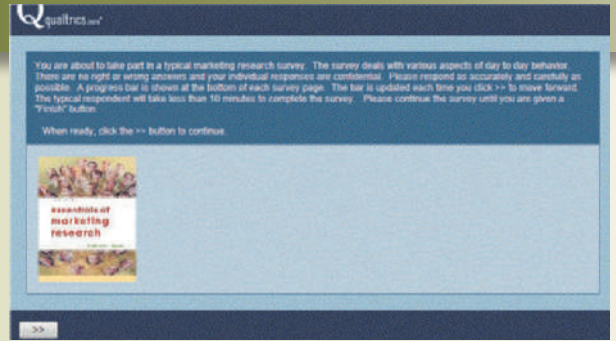 qualtrics.com
You are about to take part in a typical marketing research survey. The survey deals with various aspects of day to day behavior.
There are no right or wrong answers and your individual responses are confidential. Please respond as accurately and carefully as
possible. A progress bar is shown at the bottom of each survey page. The bar is updated each time you click >> to move forward.
The typical respondent will take less than 10 minutes to complete the survey. Please continue the survey until you are given a
"Finish" button.
When ready, click the >> button to continue.
essentials of
marketing
research
>>